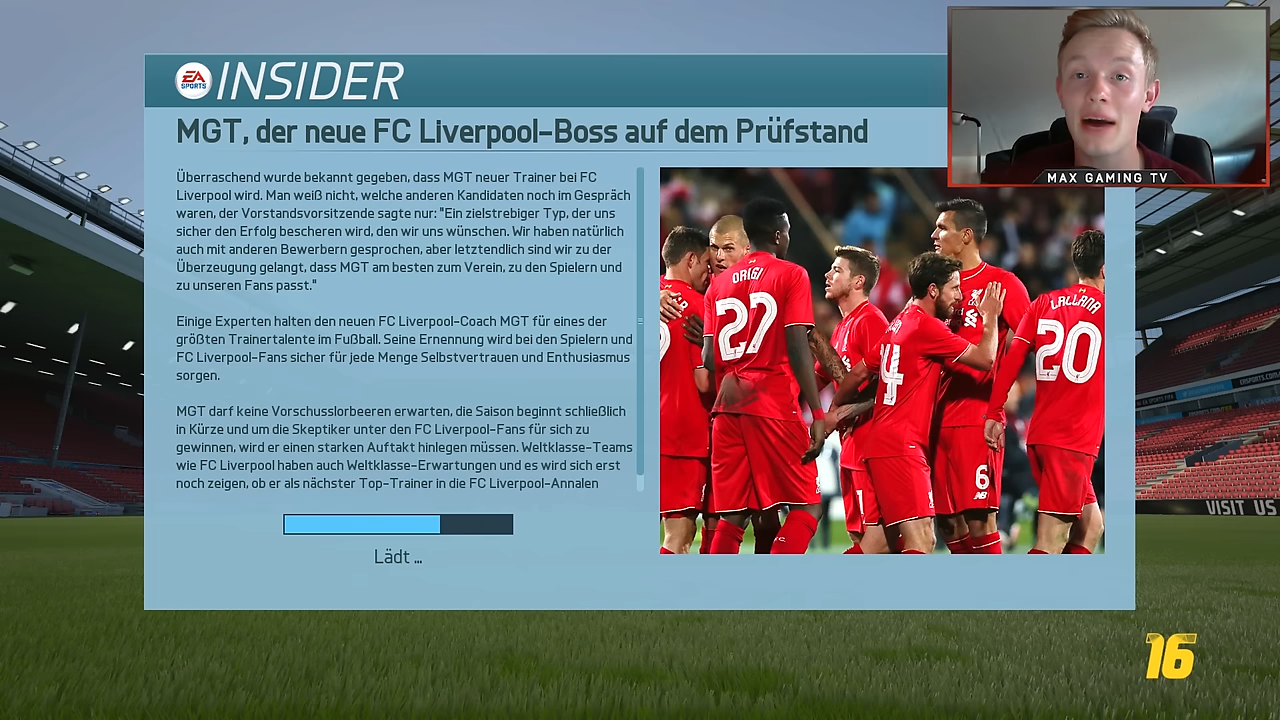 EA
SPORTS
INSIDER
MGT, der neue FC Liverpool-Boss auf dem Prüfstand
Überraschend wurde bekannt gegeben, dass MGT neuer Trainer bei FC
Liverpool wird. Man weiß nicht, welche anderen Kandidaten noch im Gespräch
waren, der Vorstandsvorsitzende sagte nur: "Ein zielstrebiger Typ, der uns
sicher den Erfolg bescheren wird, den wir uns wünschen. Wir haben natürlich
auch mit anderen Bewerbern gesprochen, aber letztendlich sind wir zu der
Überzeugung gelangt, dass MGT am besten zum Verein, zu den Spielern und
zu unseren Fans passt."
Einige Experten halten den neuen FC Liverpool-Coach MGT für eines der
größten Trainertalente im Fußball. Seine Ernennung wird bei den Spielern und
FC Liverpool-Fans sicher für jede Menge Selbstvertrauen und Enthusiasmus
sorgen.
MGT darf keine Vorschusslorbeeren erwarten, die Saison beginnt schließlich
in Kürze und um die Skeptiker unter den FC Liverpool-Fans für sich zu
gewinnen, wird er einen starken Auftakt hinlegen müssen. Weltklasse-Teams
wie FC Liverpool haben auch Weltklasse-Erwartungen und es wird sich erst
noch zeigen, ob er als nächster Top-Trainer in die FC Liverpool-Annalen
Lädt ...
MAX GAMING TV
ORIGI
27
LALLANA
20
6
VISIT US
16